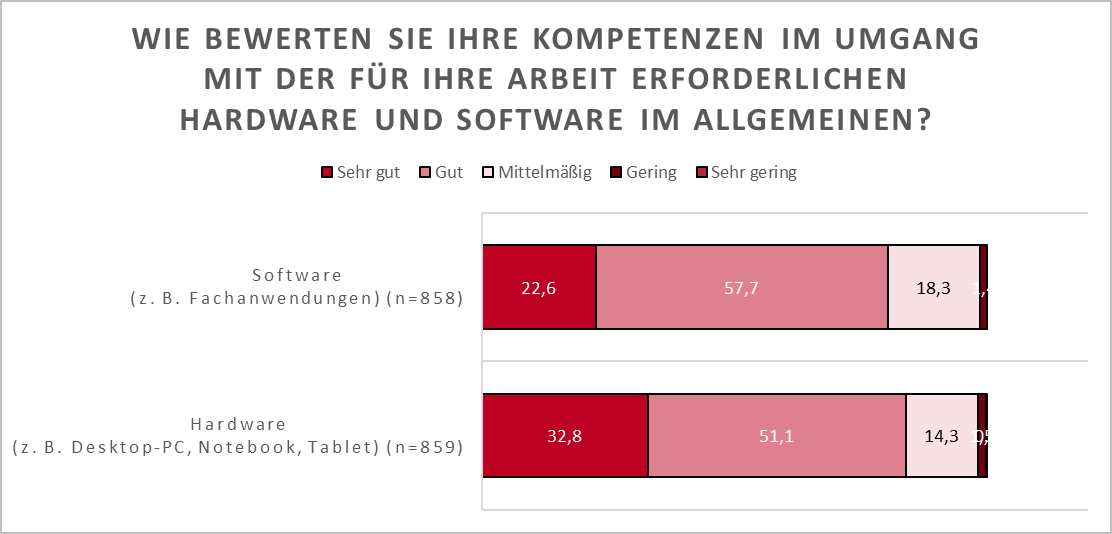 WIE BEWERTEN SIE IHRE KOMPETENZEN IM UMGANG
MIT DER FÜR IHRE ARBEIT ERFORDERLICHEN
HARDWARE UND SOFTWARE IM ALLGEMEINEN?
Sehr gut Gut Mittelmäßig Gering Sehr gering
Software
(z. B. Fachanwendungen) (n=858)
22,6 57,7 18,3
Hardware
(z. B. Desktop-PC, Notebook, Tablet) (n=859)
32,8 51,1 14,3